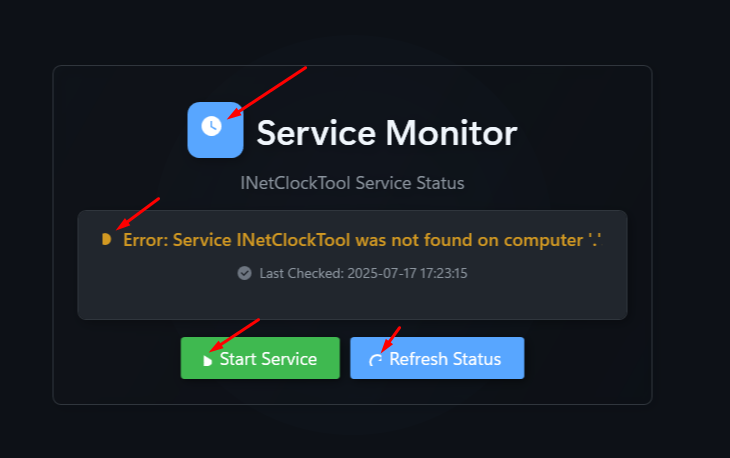 Service Monitor
INetClockTool Service Status
Error: Service INetClockTool was not found on computer '.'
Last Checked: 2025-07-17 17:23:15
Start Service
Refresh Status